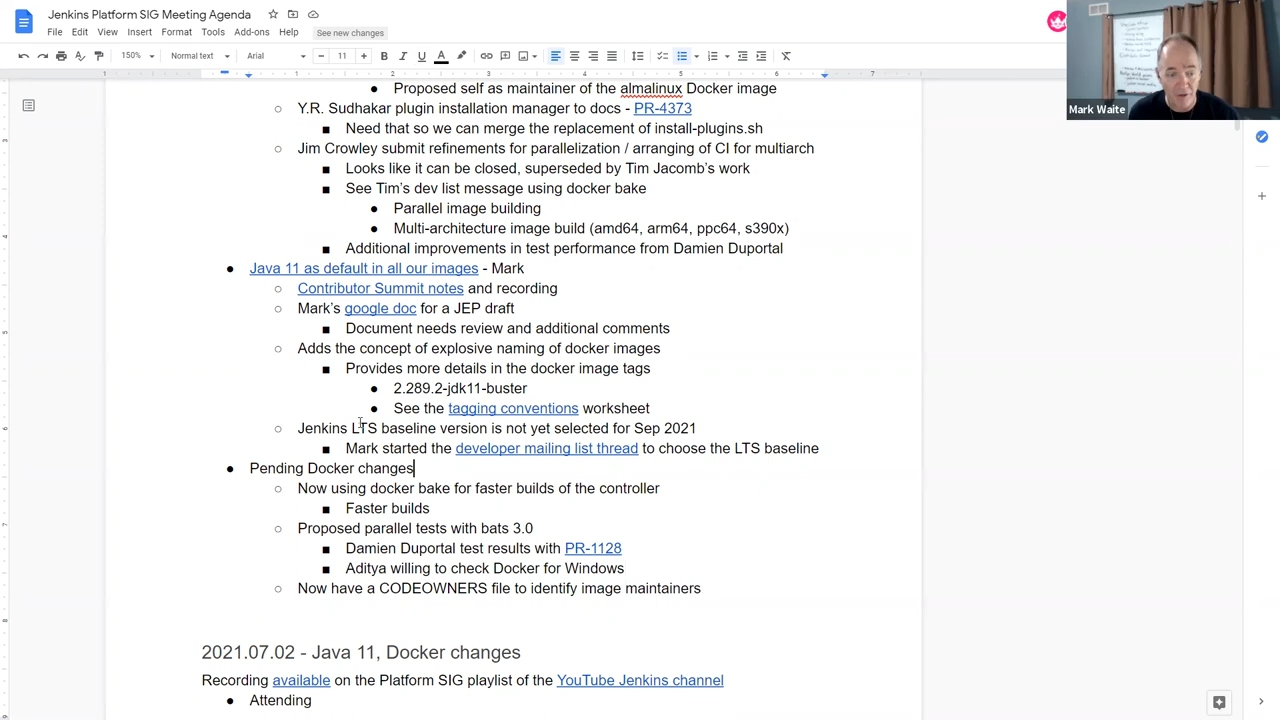 Jenkins Platform SIG Meeting Agenda
File Edit View Insert Format Tools Add-ons Help See new changes
150% Normal text Arial 11
1 2 3 4 5 6 7
Mark Waite
Proposed self as maintainer of the almalinux Docker image
Y.R. Sudhakar plugin installation manager to docs - PR-4373
Need that so we can merge the replacement of install-plugins.sh
Jim Crowley submit refinements for parallelization / arranging of CI for multiarch
Looks like it can be closed, superseded by Tim Jacomb's work
See Tim's dev list message using docker bake
Parallel image building
Multi-architecture image build (amd64, arm64, ppc64, s390x)
Additional improvements in test performance from Damien Duportal
Java 11 as default in all our images - Mark
Contributor Summit notes and recording
Mark's google doc for a JEP draft
Document needs review and additional comments
Adds the concept of explosive naming of docker images
Provides more details in the docker image tags
2.289.2-jdk11-buster
See the tagging conventions worksheet
Jenkins LTS baseline version is not yet selected for Sep 2021
Mark started the developer mailing list thread to choose the LTS baseline
Pending Docker changes
Now using docker bake for faster builds of the controller
Faster builds
Proposed parallel tests with bats 3.0
Damien Duportal test results with PR-1128
Aditya willing to check Docker for Windows
Now have a CODEOWNERS file to identify image maintainers
2021.07.02 - Java 11, Docker changes
Recording available on the Platform SIG playlist of the YouTube Jenkins channel
Attending